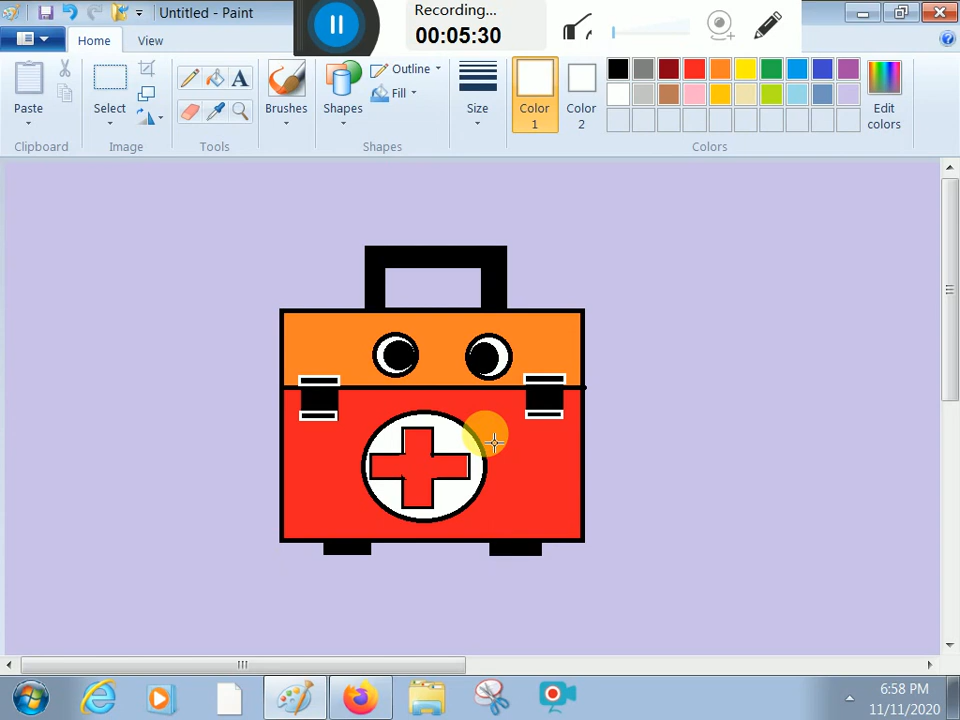 Untitled - Paint
Recording...
00:05:30
Home
View
Paste
Select
Brushes
Shapes
Outline
Fill
Size
Color
1
Color
2
Edit
colors
Clipboard
Image
Tools
Shapes
Colors
6:58 PM
11/11/2020